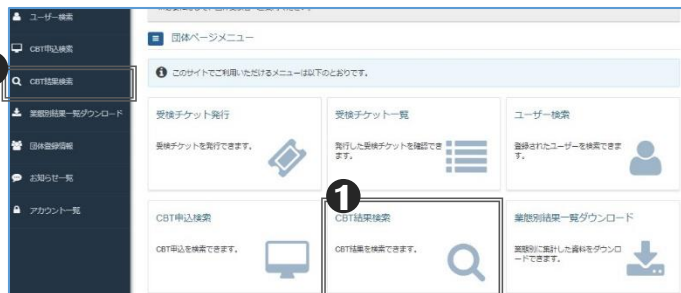 ユーザー検索
CBT申込検索
CBT結果検索
業態別結果一覧ダウンロード
団体登録情報
お知らせ一覧
アカウント一覧
団体ページメニュー
このサイトでご利用いただけるメニューは以下のとおりです。
受検チケット発行
受検チケットを発行できます。
受検チケット一覧
発行した受検チケットを確認でき
ます。
ユーザー検索
登録されたユーザーを検索できま
す。
CBT申込検索
CBT申込を検索できます。
1
CBT結果検索
CBT結果を検索できます。
業態別結果一覧ダウンロード
業態別に集計した資料をダウンロ
ードできます。